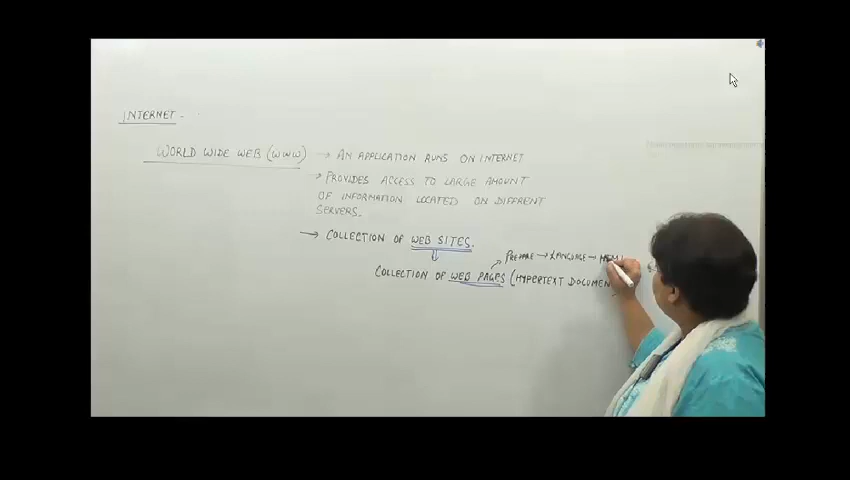 INTERNET -
WORLD WIDE WEB (WWW) → AN APPLICATION RUNS ON INTERNET
→ PROVIDES ACCESS TO LARGE AMOUNT
OF INFORMATION LOCATED ON DIFFRENT
SERVERS.
→ COLLECTION OF WEB SITES.
PREPARE → LANGUAGE →
COLLECTION OF WEB PAGES (HYPERTEXT DOCUMEN